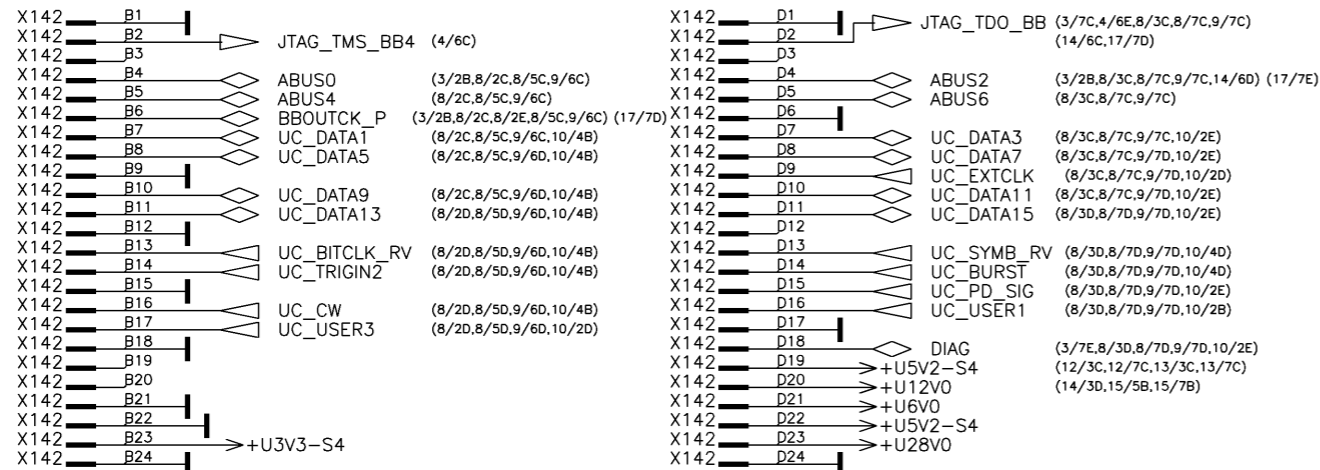 X142 B1
X142 B2 JTAG_TMS_BB4 (4/6C)
X142 B3
X142 B4 ABUS0 (3/2B,8/2C,8/5C,9/6C)
X142 B5 ABUS4 (8/2C,8/5C,9/6C)
X142 B6 BBOUTCK_P (3/2B,8/2C,8/2E,8/5C,9/6C) (17/7D)
X142 B7 UC_DATA1 (8/2C,8/5C,9/6C,10/4B)
X142 B8 UC_DATA5 (8/2C,8/5C,9/6D,10/4B)
X142 B9
X142 B10 UC_DATA9 (8/2C,8/5C,9/6D,10/4B)
X142 B11 UC_DATA13 (8/2D,8/5D,9/6D,10/4B)
X142 B12
X142 B13 UC_BITCLK_RV (8/2D,8/5D,9/6D,10/4B)
X142 B14 UC_TRIGIN2 (8/2D,8/5D,9/6D,10/4B)
X142 B15
X142 B16 UC_CW (8/2D,8/5D,9/6D,10/4B)
X142 B17 UC_USER3 (8/2D,8/5D,9/6D,10/2D)
X142 B18
X142 B19
X142 B20
X142 B21
X142 B22
X142 B23 +U3V3-S4
X142 B24
X142 D1 JTAG_TDO_BB (3/7C,4/6E,8/3C,8/7C,9/7C)
X142 D2 (14/6C,17/7D)
X142 D3
X142 D4 ABUS2 (3/2B,8/3C,8/7C,9/7C,14/6D) (17/7E)
X142 D5 ABUS6 (8/3C,8/7C,9/7C)
X142 D6
X142 D7 UC_DATA3 (8/3C,8/7C,9/7C,10/2E)
X142 D8 UC_DATA7 (8/3C,8/7C,9/7D,10/2E)
X142 D9 UC_EXTCLK (8/3C,8/7C,9/7D,10/2D)
X142 D10 UC_DATA11 (8/3C,8/7C,9/7D,10/2E)
X142 D11 UC_DATA15 (8/3D,8/7D,9/7D,10/2E)
X142 D12
X142 D13 UC_SYMB_RV (8/3D,8/7D,9/7D,10/4D)
X142 D14 UC_BURST (8/3D,8/7D,9/7D,10/4D)
X142 D15 UC_PD_SIG (8/3D,8/7D,9/7D,10/2E)
X142 D16 UC_USER1 (8/3D,8/7D,9/7D,10/2B)
X142 D17
X142 D18 DIAG (3/7E,8/3D,8/7D,9/7D,10/2E)
X142 D19 +U5V2-S4 (12/3C,12/7C,13/3C,13/7C)
X142 D20 +U12V0 (14/3D,15/5B,15/7B)
X142 D21 +U6V0
X142 D22 +U5V2-S4
X142 D23 +U28V0
X142 D24